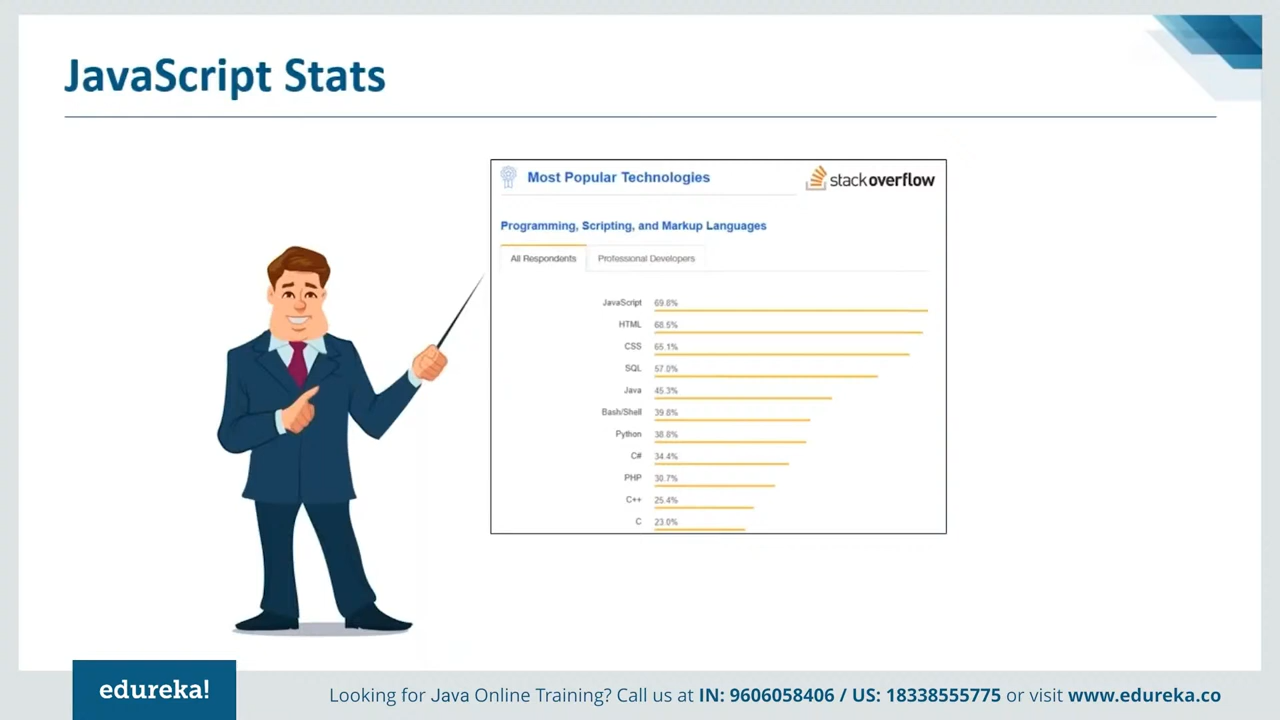 JavaScript Stats
Most Popular Technologies
stackoverflow
Programming, Scripting, and Markup Languages
All Respondents Professional Developers
JavaScript 69.8%
HTML 68.5%
CSS 65.1%
SQL 57.0%
Java 45.3%
Bash/Shell 39.8%
Python 38.8%
C# 34.4%
PHP 30.7%
C++ 25.4%
C 23.0%
edureka!
Looking for Java Online Training? Call us at IN: 9606058406 / US: 18338555775 or visit www.edureka.co